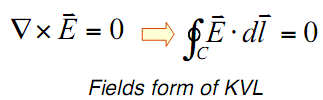 ∇ × E⃗ = 0 ⇨ ∮_C E⃗ · dl⃗ = 0
Fields form of KVL